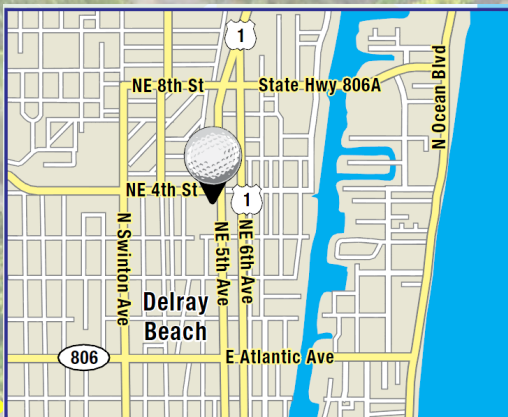 1
NE 8th St
State Hwy 806A
N Ocean Blvd
NE 4th St
1
N Swinton Ave
NE 5th Ave
NE 6th Ave
Delray
Beach
806
E Atlantic Ave